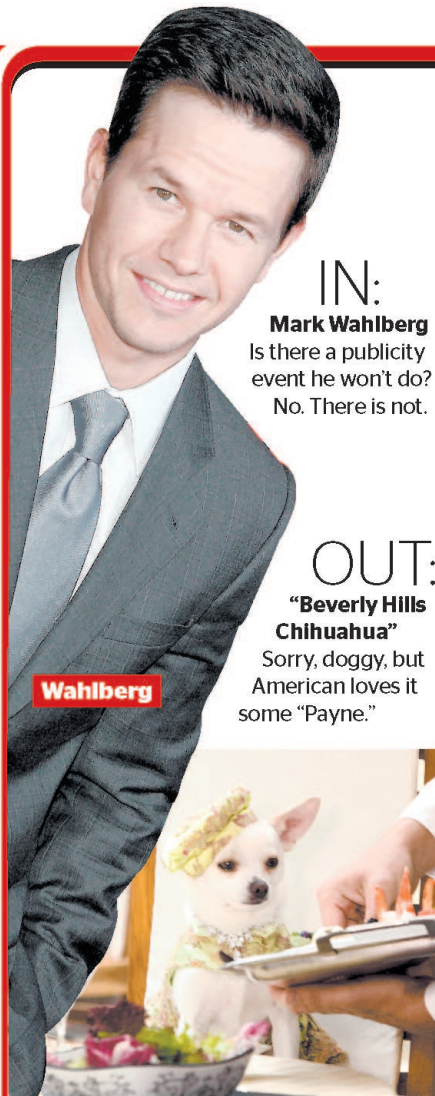 IN:
Mark Wahlberg
Is there a publicity
event he won't do?
No. There is not.
OUT:
“Beverly Hills
Chihuahua”
Sorry, doggy, but
American loves it
some “Payne.”
Wahlberg